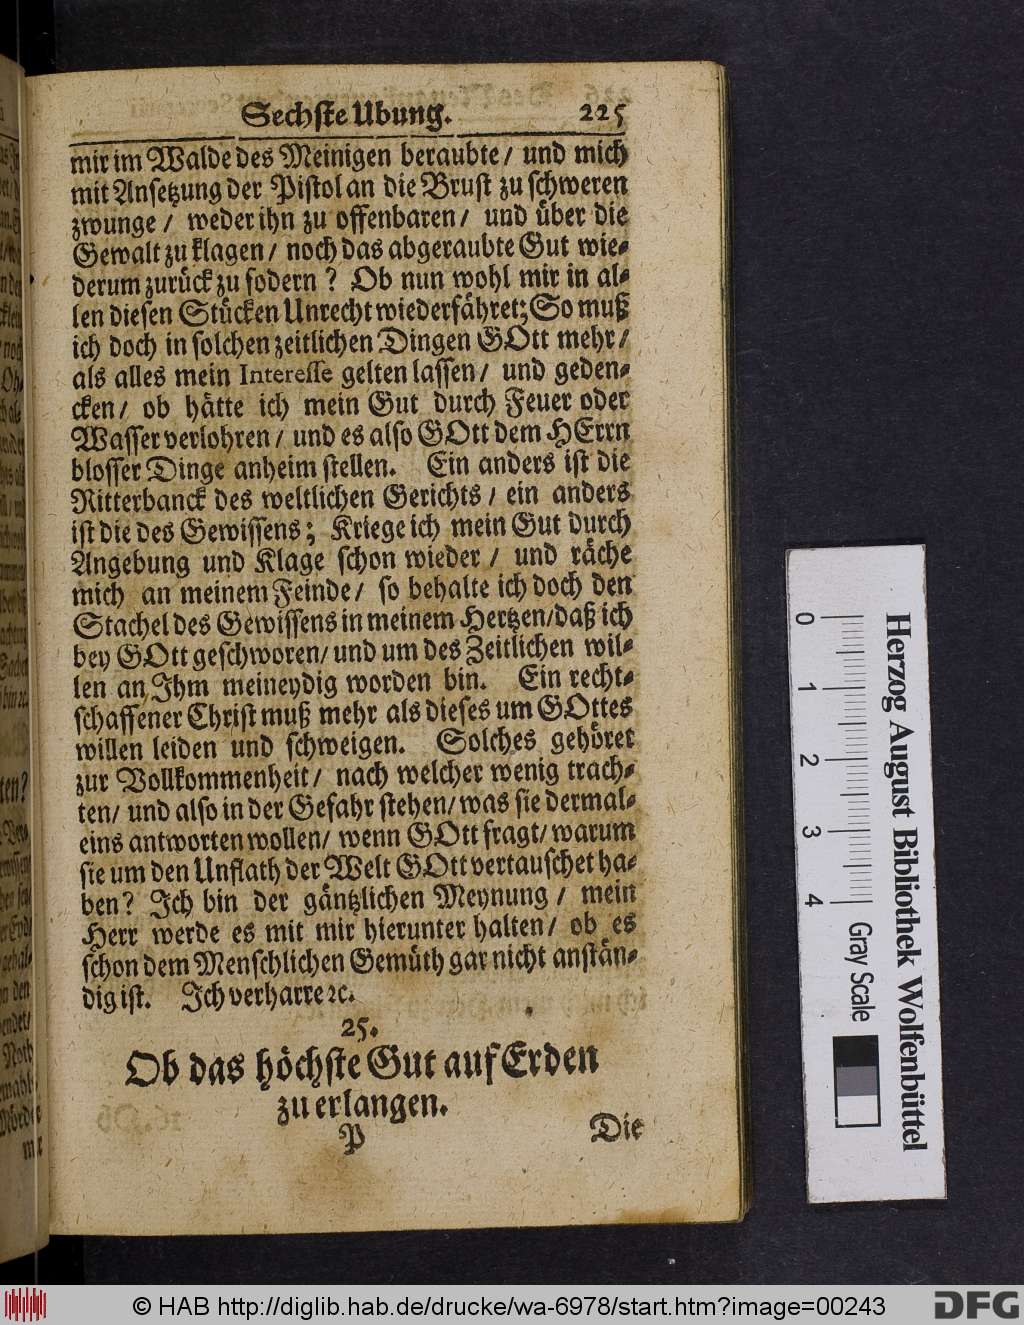 Sechste Ubung. 225
mir im Walde des Meinigen beraubte / und mich
mit Ansetzung der Pistol an die Brust zu schweren
zwunge / weder ihn zu offenbaren / und über die
Gewalt zu klagen / noch das abgeraubte Gut wie-
derum zurück zu fodern ? Ob nun wohl mir in al-
len diesen Stücken Unrecht wiederfähret; So muß
ich doch in solchen zeitlichen Dingen GOtt mehr /
als alles mein Interesse gelten lassen / und geden-
cken / ob hätte ich mein Gut durch Feuer oder
Wasser verlohren / und es also GOtt dem HErrn
blosser Dinge anheim stellen. Ein anders ist die
Ritterbanck des weltlichen Gerichts / ein anders
ist die des Gewissens; Kriege ich mein Gut durch
Angebung und Klage schon wieder / und räche
mich an meinem Feinde / so behalte ich doch den
Stachel des Gewissens in meinem Hertzen / daß ich
bey GOtt geschworen / und um des Zeitlichen wil-
len an Ihm meineydig worden bin. Ein recht-
schaffener Christ muß mehr als dieses um GOttes
willen leiden und schweigen. Solches gehöret
zur Vollkommenheit / nach welcher wenig trach-
ten / und also in der Gefahr stehen / was sie dermal-
eins antworten wollen / wenn GOtt fragt / warum
sie um den Unflath der Welt GOtt vertauschet ha-
ben? Ich bin der gäntzlichen Meynung / mein
Herr werde es mit mir hierunter halten / ob es
schon dem Menschlichen Gemüth gar nicht anstän-
dig ist. Ich verharre ꝛc.
25.
Ob das höchste Gut auf Erden
zu erlangen.
P Die
0 1 2 3 4
Herzog August Bibliothek Wolfenbüttel
Gray Scale
© HAB http://diglib.hab.de/drucke/wa-6978/start.htm?image=00243
DFG